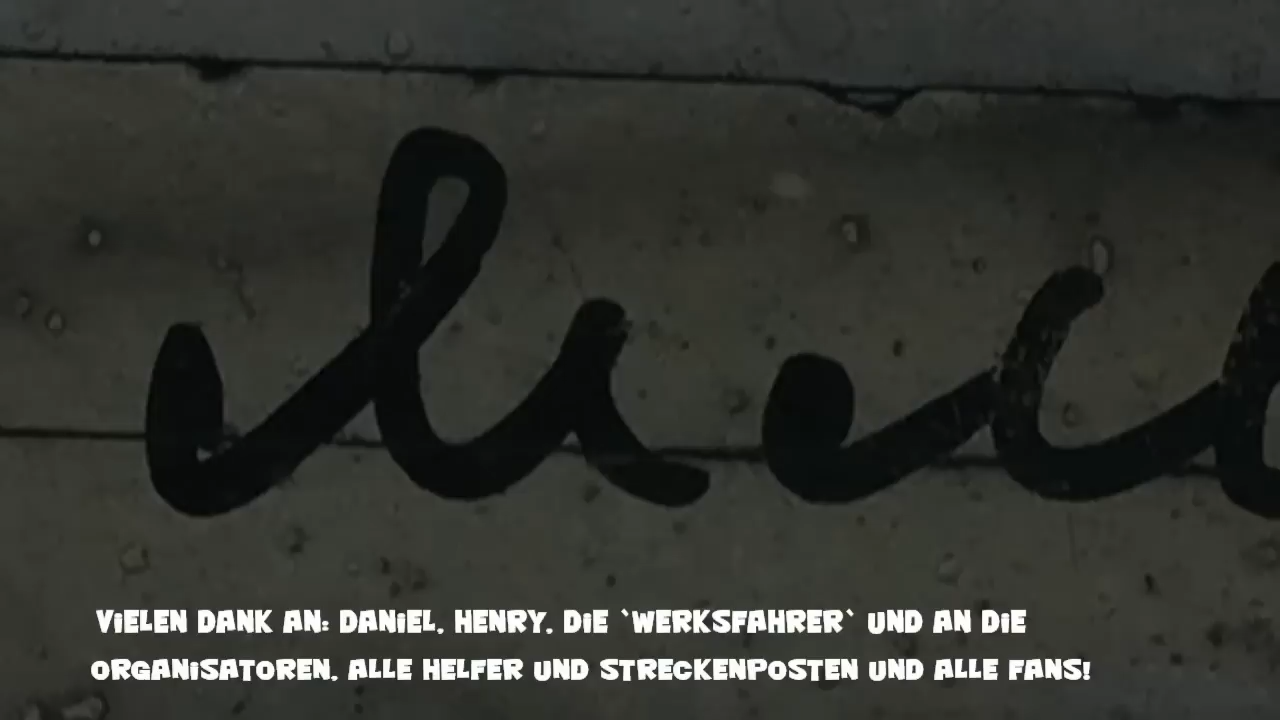 VIELEN DANK AN: DANIEL, HENRY, DIE `WERKSFAHRER` UND AN DIE
ORGANISATOREN, ALLE HELFER UND STRECKENPOSTEN UND ALLE FANS!